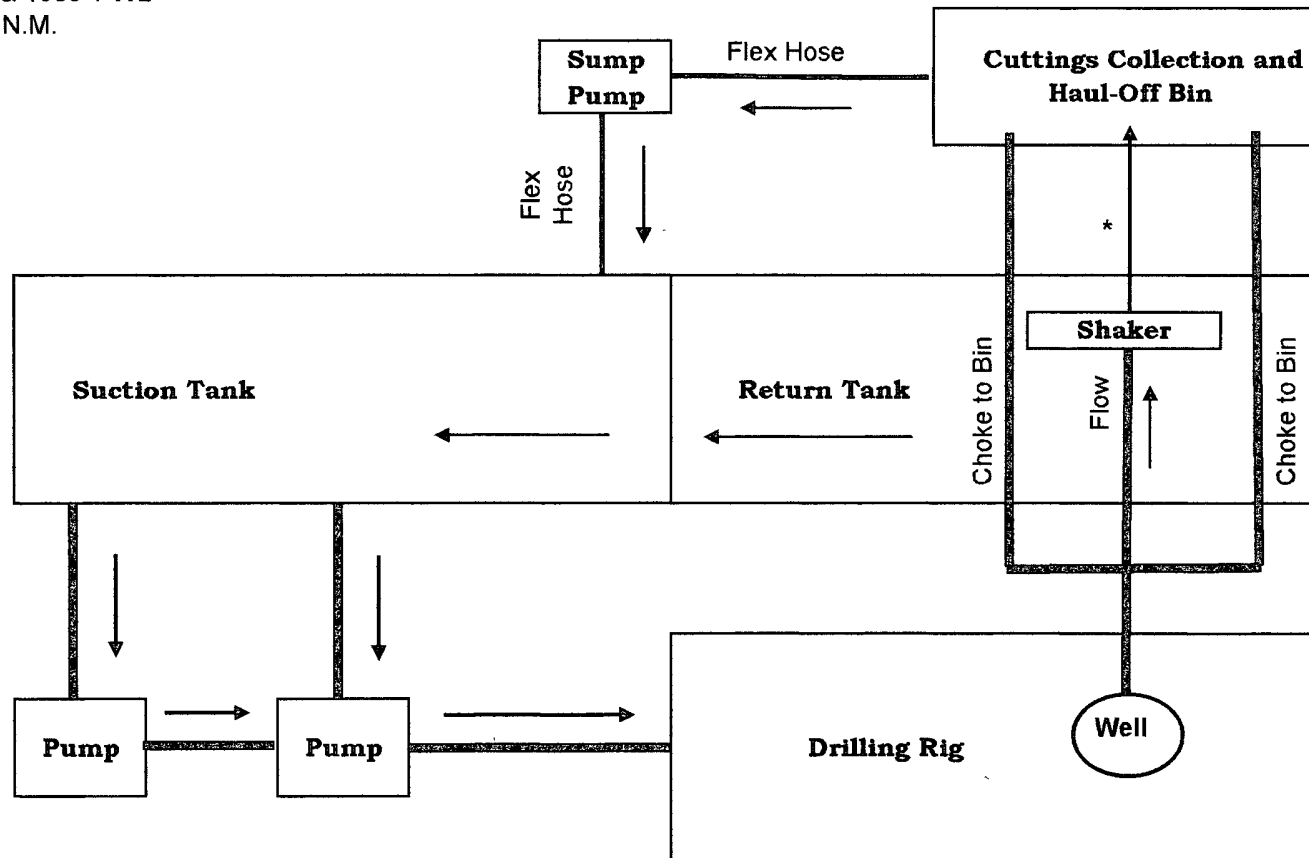 N.M.
Sump
Pump
Flex Hose
Cuttings Collection and
Haul-Off Bin
Flex
Hose
*
Suction Tank
Return Tank
Choke to Bin
Shaker
Flow
Choke to Bin
Pump
Pump
Drilling Rig
Well